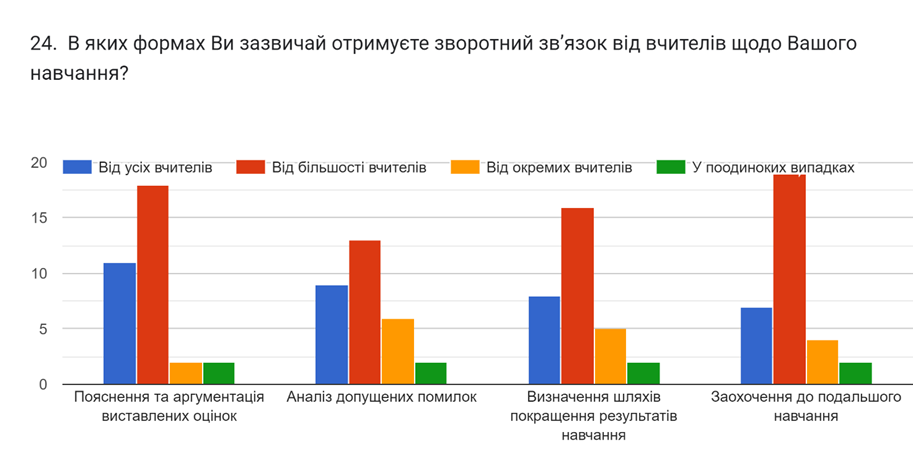 24.  В яких формах Ви зазвичай отримуєте зворотний зв’язок від вчителів щодо Вашого
навчання?
Від усіх вчителів
Від більшості вчителів
Від окремих вчителів
У поодиноких випадках
20
15
10
5
0
Пояснення та аргументація
виставлених оцінок
Аналіз допущених помилок
Визначення шляхів
покращення результатів
навчання
Заохочення до подальшого
навчання